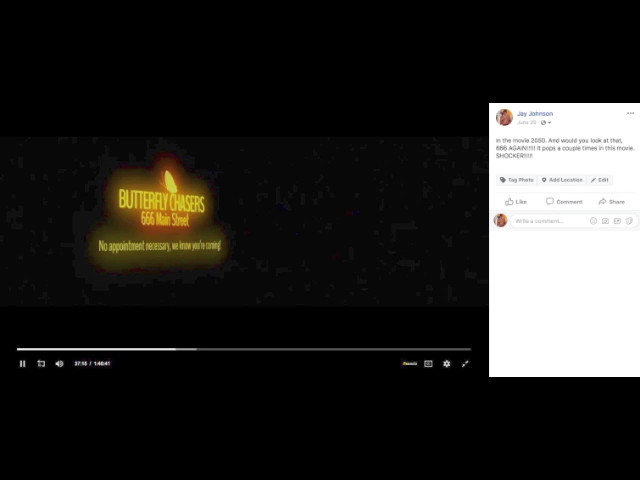 BUTTERFLY CHASERS
666 Main Street
No appointment necessary, we know you're coming!
37:13 / 1:40:41
Jay Johnson
In the movie 2050. And would you look at that,
666 AGAIN!!!!! It pops a couple times in this movie.
SHOCKER!!!!!
Tag Photo Add Location Edit
Like Comment Share
Write a comment...